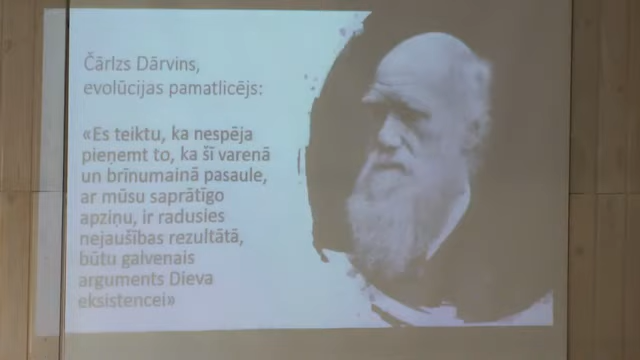 Čārlzs Dārvins,
evolūcijas pamatlicējs:
«Es teiktu, ka nespēja
pieņemt to, ka šī varenā
un brīnumainā pasaule,
ar mūsu saprātīgo
apziņu, ir radusies
nejaušības rezultātā,
būtu galvenais
arguments Dieva
eksistencei»